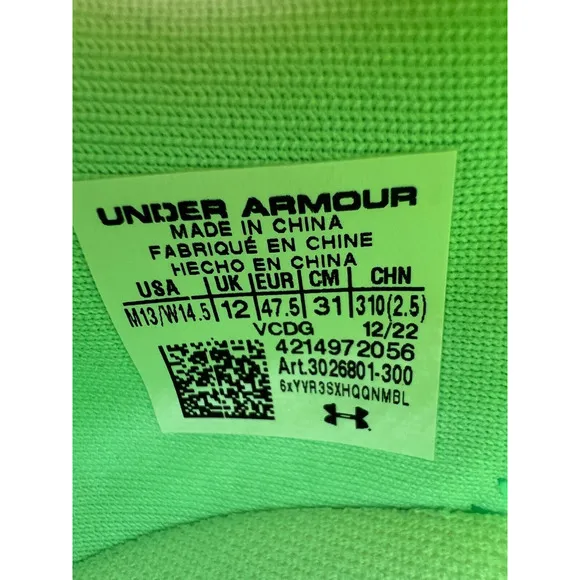 UNDER ARMOUR
MADE IN CHINA
FABRIQUÉ EN CHINE
HECHO EN CHINA
USA UK EUR CM CHN
M13/W14.5 12 47.5 31 310(2.5)
VCDG 12/22
4214972056
Art.3026801-300
6xYVR3SXHQQNMBL